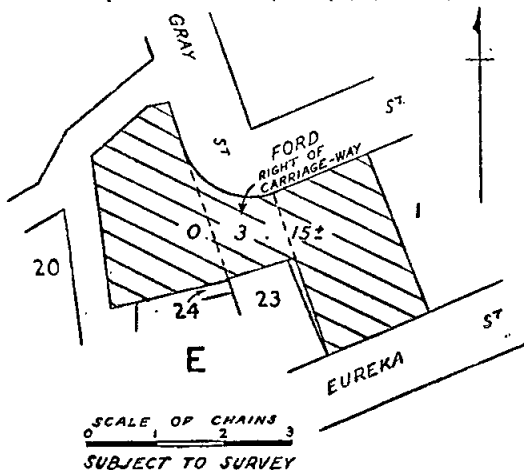 GRAY
ST
FORD
ST.
RIGHT OF
CARRIAGE-WAY
0. 3. 15±
1
20
24
23
E
EUREKA ST.
SCALE OF CHAINS
0 1 2 3
SUBJECT TO SURVEY